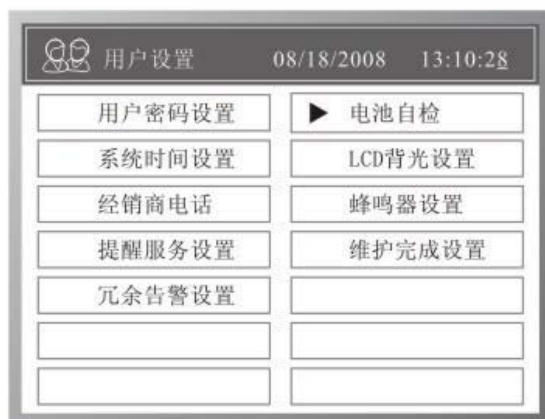 用户设置 08/18/2008 13:10:28
用户密码设置 ▶ 电池自检
系统时间设置 LCD背光设置
经销商电话 蜂鸣器设置
提醒服务设置 维护完成设置
冗余告警设置